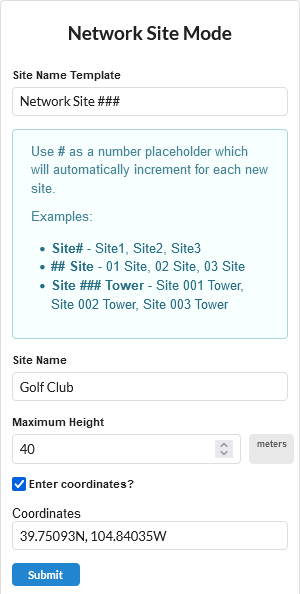 Network Site Mode
Site Name Template
Network Site ###
Use # as a number placeholder which
will automatically increment for each new
site.
Examples:
• Site# - Site1, Site2, Site3
• ## Site - 01 Site, 02 Site, 03 Site
• Site ### Tower - Site 001 Tower,
Site 002 Tower, Site 003 Tower
Site Name
Golf Club
Maximum Height
40
meters
Enter coordinates?
Coordinates
39.75093N, 104.84035W
Submit